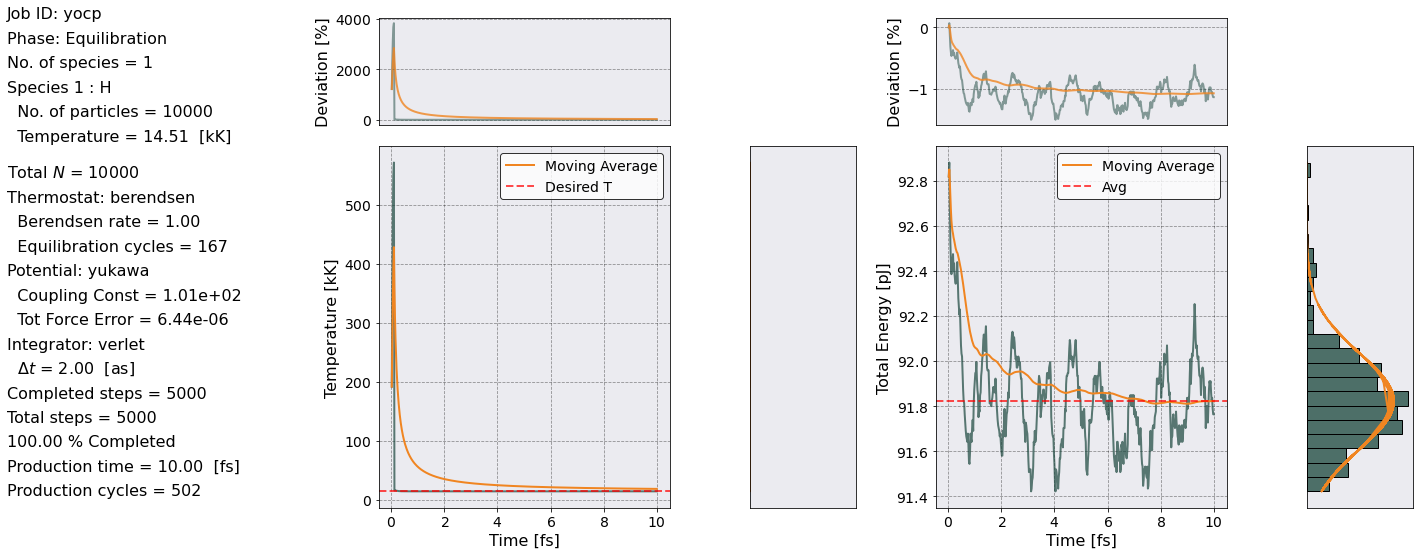 Job ID: yocp
Phase: Equilibration
No. of species = 1
Species 1 : H
No. of particles = 10000
Temperature = 14.51 [kK]
Total N = 10000
Thermostat: berendsen
Berendsen rate = 1.00
Equilibration cycles = 167
Potential: yukawa
Coupling Const = 1.01e+02
Tot Force Error = 6.44e-06
Integrator: verlet
Δt = 2.00 [as]
Completed steps = 5000
Total steps = 5000
100.00 % Completed
Production time = 10.00 [fs]
Production cycles = 502
Deviation [%]
4000
2000
0
Temperature [kK]
500
400
300
200
100
0
Moving Average
Desired T
0 2 4 6 8 10
Time [fs]
Deviation [%]
0
−1
Total Energy [pJ]
92.8
92.6
92.4
92.2
92.0
91.8
91.6
91.4
Moving Average
Avg
0 2 4 6 8 10
Time [fs]